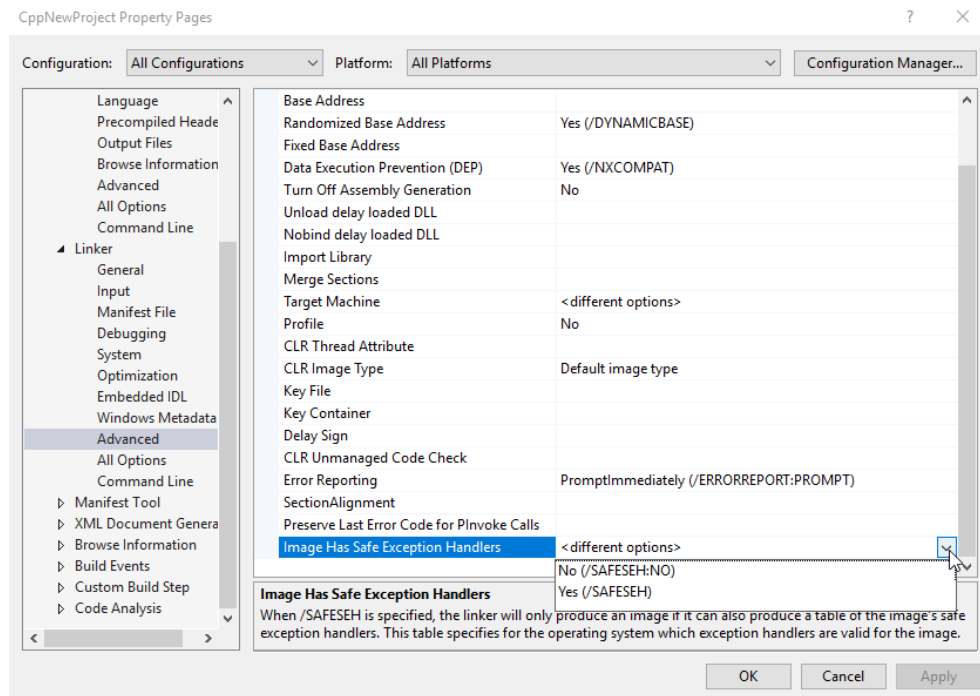 CppNewProject Property Pages
?
Configuration: All Configurations Platform: All Platforms Configuration Manager...
Language
Precompiled Heade
Output Files
Browse Information
Advanced
All Options
Command Line
Linker
General
Input
Manifest File
Debugging
System
Optimization
Embedded IDL
Windows Metadata
Advanced
All Options
Command Line
Manifest Tool
XML Document Genera
Browse Information
Build Events
Custom Build Step
Code Analysis
Base Address
Randomized Base Address Yes (/DYNAMICBASE)
Fixed Base Address
Data Execution Prevention (DEP) Yes (/NXCOMPAT)
Turn Off Assembly Generation No
Unload delay loaded DLL
Nobind delay loaded DLL
Import Library
Merge Sections
Target Machine <different options>
Profile No
CLR Thread Attribute
CLR Image Type Default image type
Key File
Key Container
Delay Sign
CLR Unmanaged Code Check
Error Reporting PromptImmediately (/ERRORREPORT:PROMPT)
SectionAlignment
Preserve Last Error Code for PInvoke Calls
Image Has Safe Exception Handlers <different options>
No (/SAFESEH:NO)
Yes (/SAFESEH)
Image Has Safe Exception Handlers
When /SAFESEH is specified, the linker will only produce an image if it can also produce a table of the image's safe
exception handlers. This table specifies for the operating system which exception handlers are valid for the image.
OK Cancel Apply